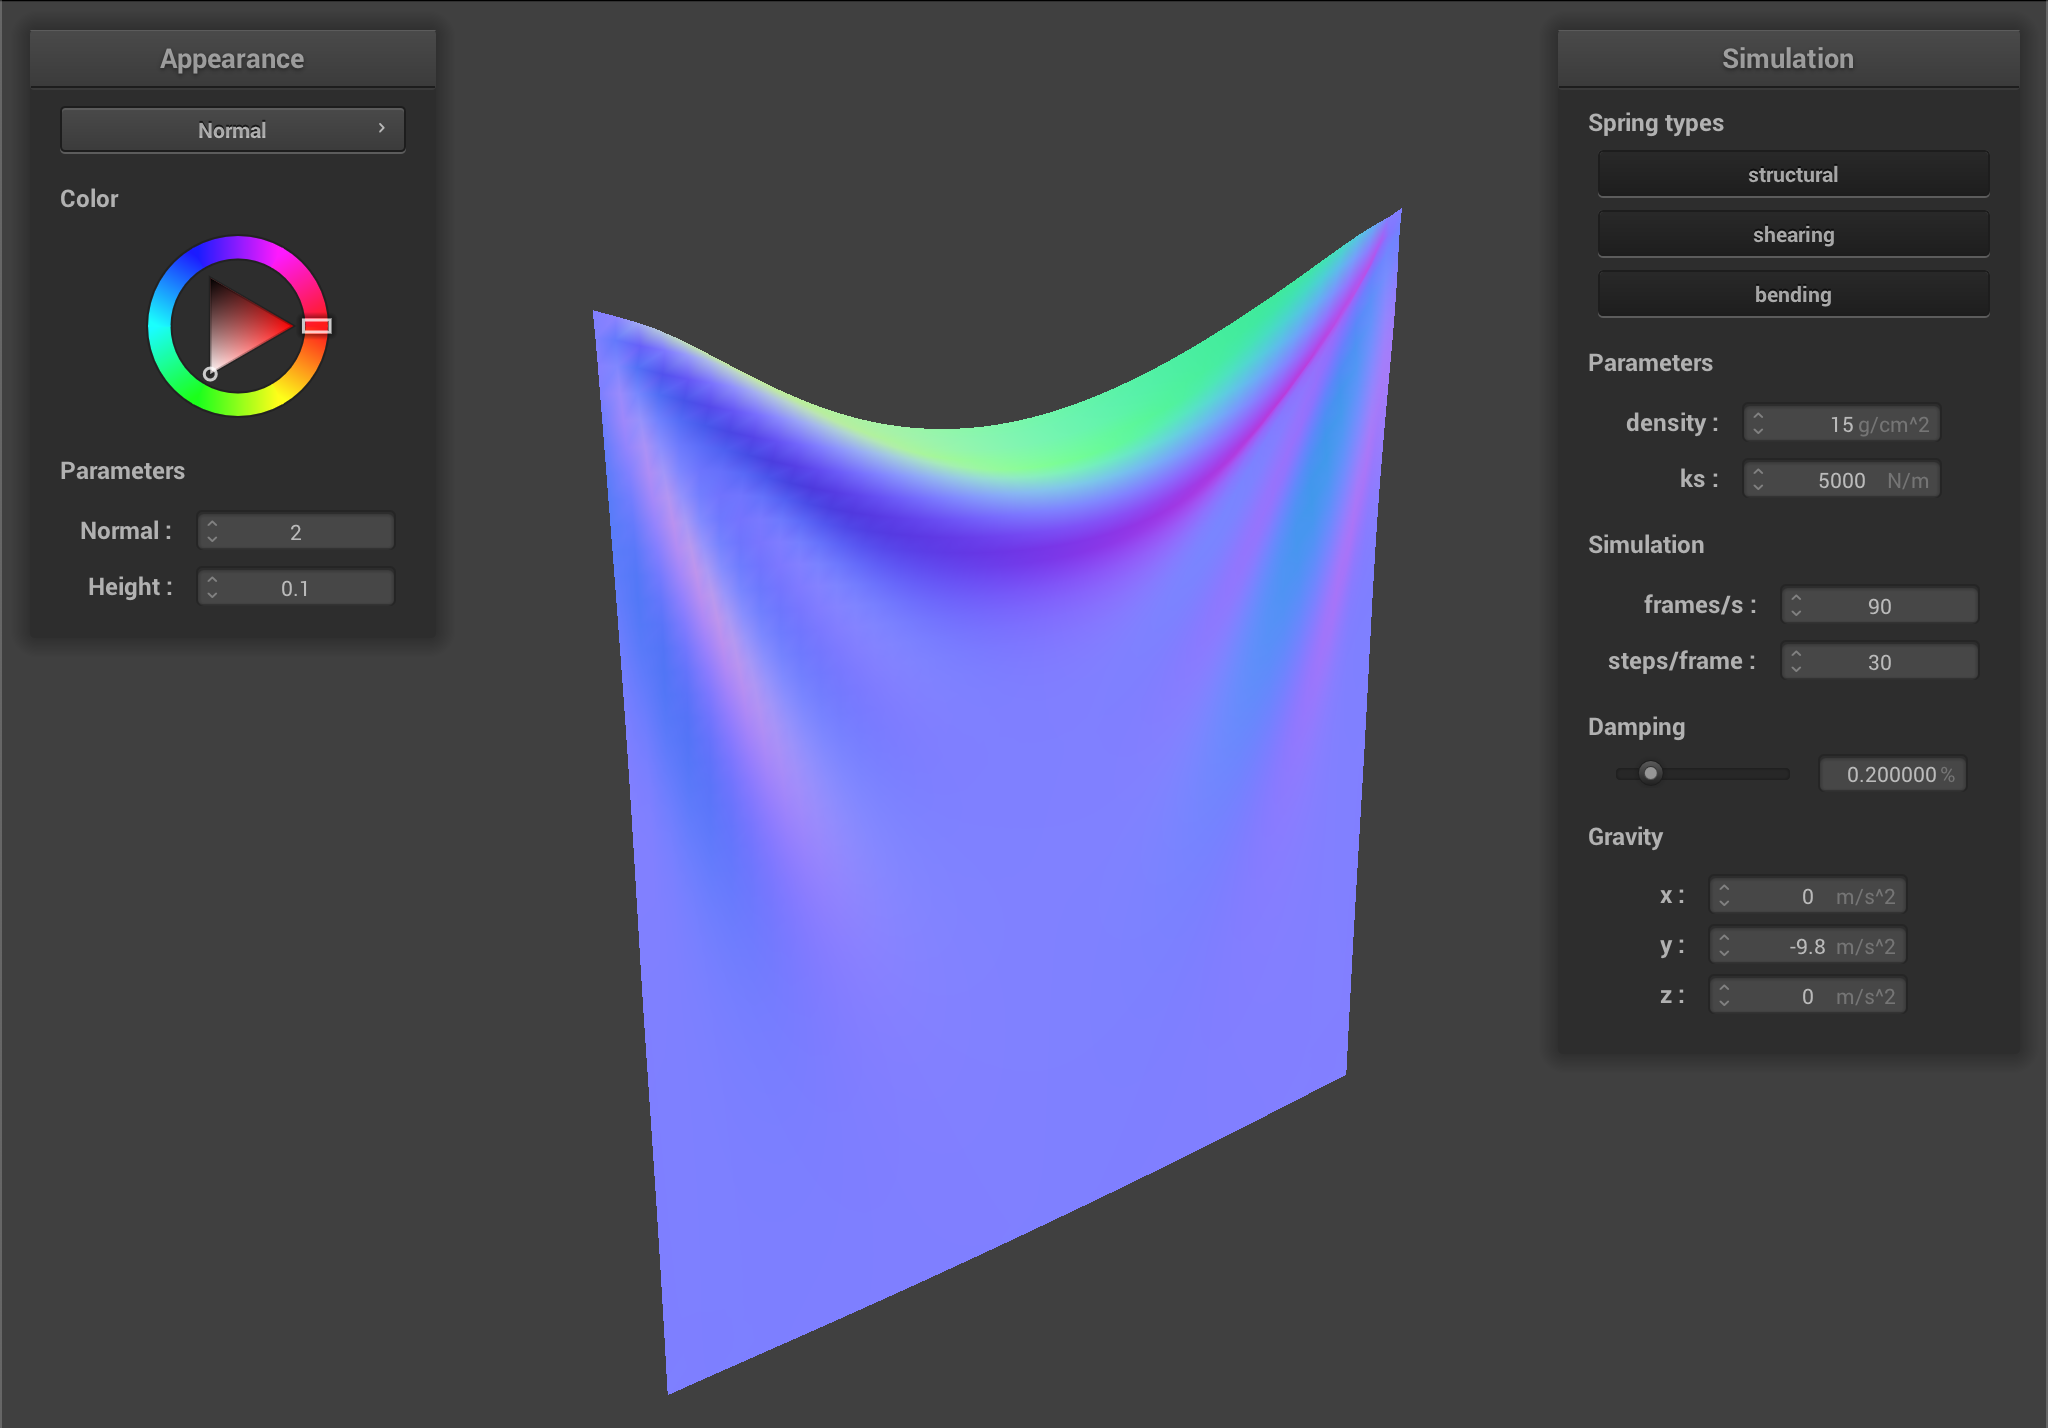 Appearance
Normal
Color
Parameters
Normal : 2
Height : 0.1
Simulation
Spring types
structural
shearing
bending
Parameters
density : 15 g/cm^2
ks : 5000 N/m
Simulation
frames/s : 90
steps/frame : 30
Damping
0.200000 %
Gravity
x : 0 m/s^2
y : -9.8 m/s^2
z : 0 m/s^2